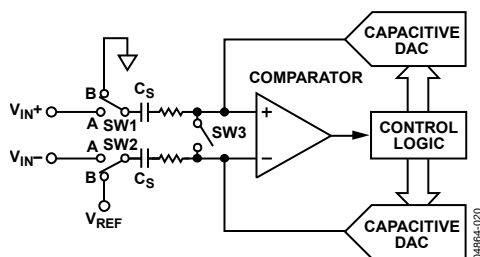 CAPACITIVE
DAC
COMPARATOR
B
CS
VIN+
A
SW1
+
SW3
CONTROL
LOGIC
VIN−
A
SW2
−
B
CS
VREF
CAPACITIVE
DAC
04864-020